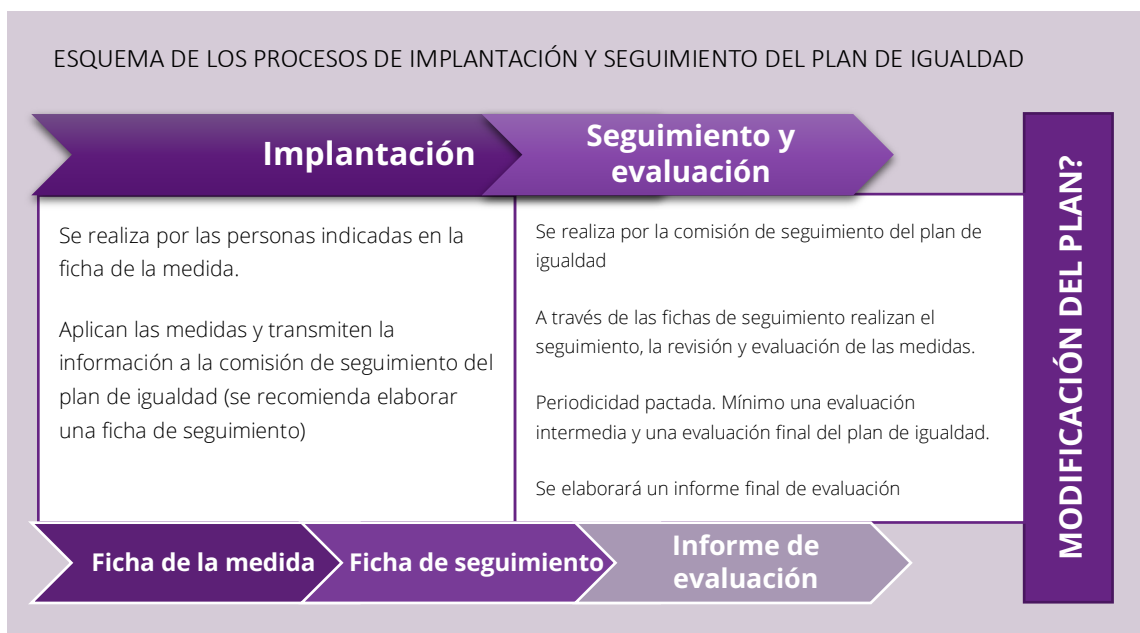 ESQUEMA DE LOS PROCESOS DE IMPLANTACIÓN Y SEGUIMIENTO DEL PLAN DE IGUALDAD
Implantación
Se realiza por las personas indicadas en la
ficha de la medida.
Aplican las medidas y transmiten la
información a la comisión de seguimiento del
plan de igualdad (se recomienda elaborar
una ficha de seguimiento)
Seguimiento y
evaluación
Se realiza por la comisión de seguimiento del plan de
igualdad
A través de las fichas de seguimiento realizan el
seguimiento, la revisión y evaluación de las medidas.
Periodicidad pactada. Mínimo una evaluación
intermedia y una evaluación final del plan de igualdad.
Se elaborará un informe final de evaluación
Ficha de la medida
Ficha de seguimiento
Informe de
evaluación
MODIFICACIÓN DEL PLAN?